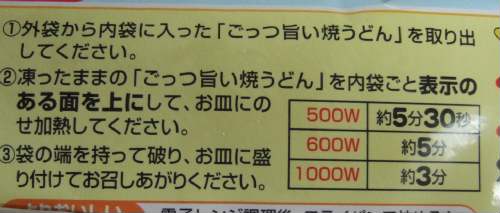 ①外袋から内袋に入った「ごっつ旨い焼うどん」を取り出
してください。
②凍ったままの「ごっつ旨い焼うどん」を内袋ごと表示の
ある面を上にして、お皿にの
せ加熱してください。
500W 約5分30秒
600W 約5分
1000W 約3分
③袋の端を持って破り、お皿に盛
り付けてお召しあがりください。